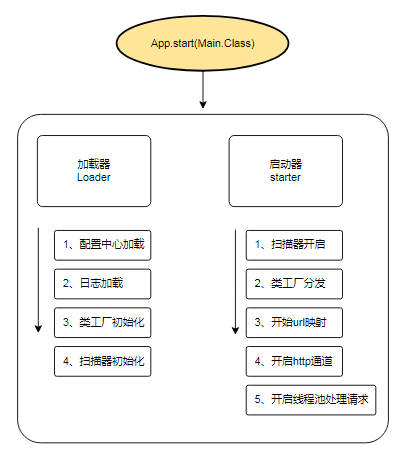 App.start(Main.Class)
加载器
Loader
1、配置中心加载
2、日志加载
3、类工厂初始化
4、扫描器初始化
启动器
starter
1、扫描器开启
2、类工厂分发
3、开始url映射
4、开启http通道
5、开启线程池处理请求